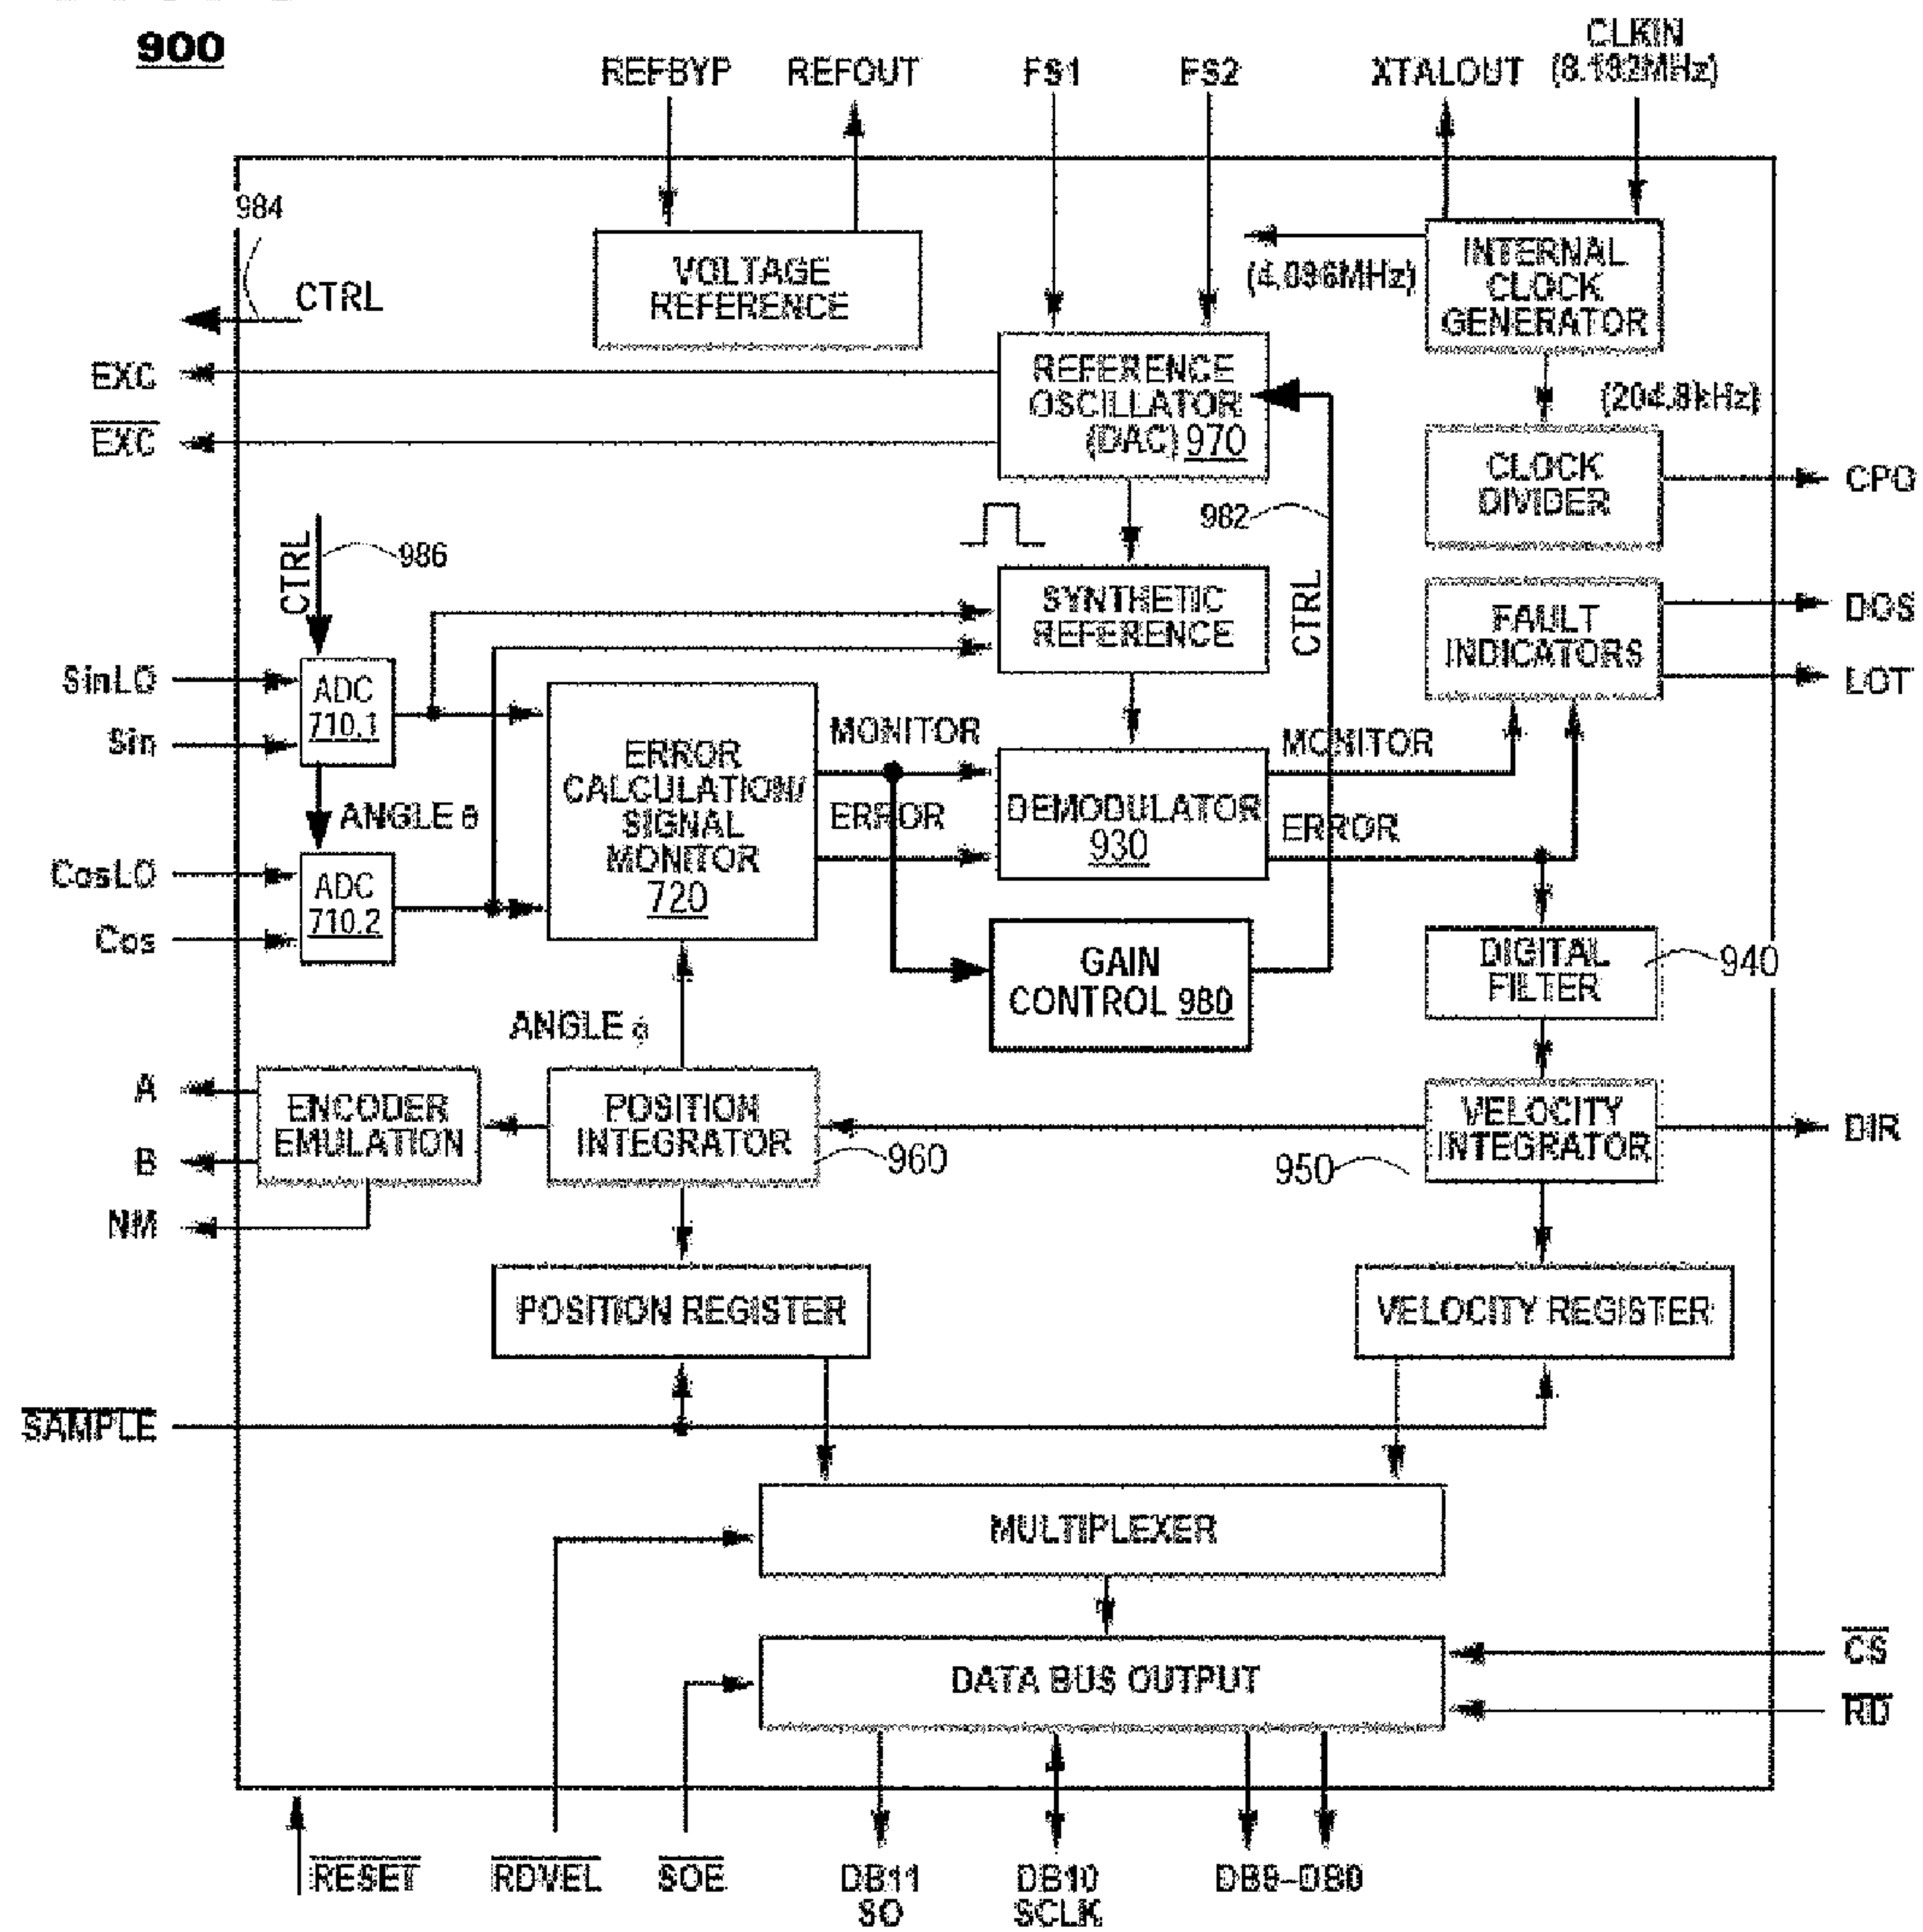 900
REFBYP
REFOUT
FS1
FS2
XTALOUT
CLKIN
(8.192MHz)
984
CTRL
VOLTAGE
REFERENCE
(4.096MHz)
INTERNAL
CLOCK
GENERATOR
EXC
EXC
REFERENCE
OSCILLATOR
(DAC) 970
(204.8kHz)
CLOCK
DIVIDER
CPO
982
CTRL
986
SYNTHETIC
REFERENCE
CTRL
FAULT
INDICATORS
DOS
LOT
SinLO
Sin
ADC
710.1
ANGLE θ
CosLO
Cos
ADC
710.2
ERROR
CALCULATION/
SIGNAL
MONITOR
720
MONITOR
ERROR
DEMODULATOR
930
MONITOR
ERROR
GAIN
CONTROL 980
DIGITAL
FILTER
940
ANGLE ϕ
A
B
NM
ENCODER
EMULATION
POSITION
INTEGRATOR
960
VELOCITY
INTEGRATOR
950
DIR
POSITION REGISTER
VELOCITY REGISTER
SAMPLE
MULTIPLEXER
DATA BUS OUTPUT
CS
RD
RESET
RDVEL
SOE
DB11
SO
DB10
SCLK
DB9-DB0